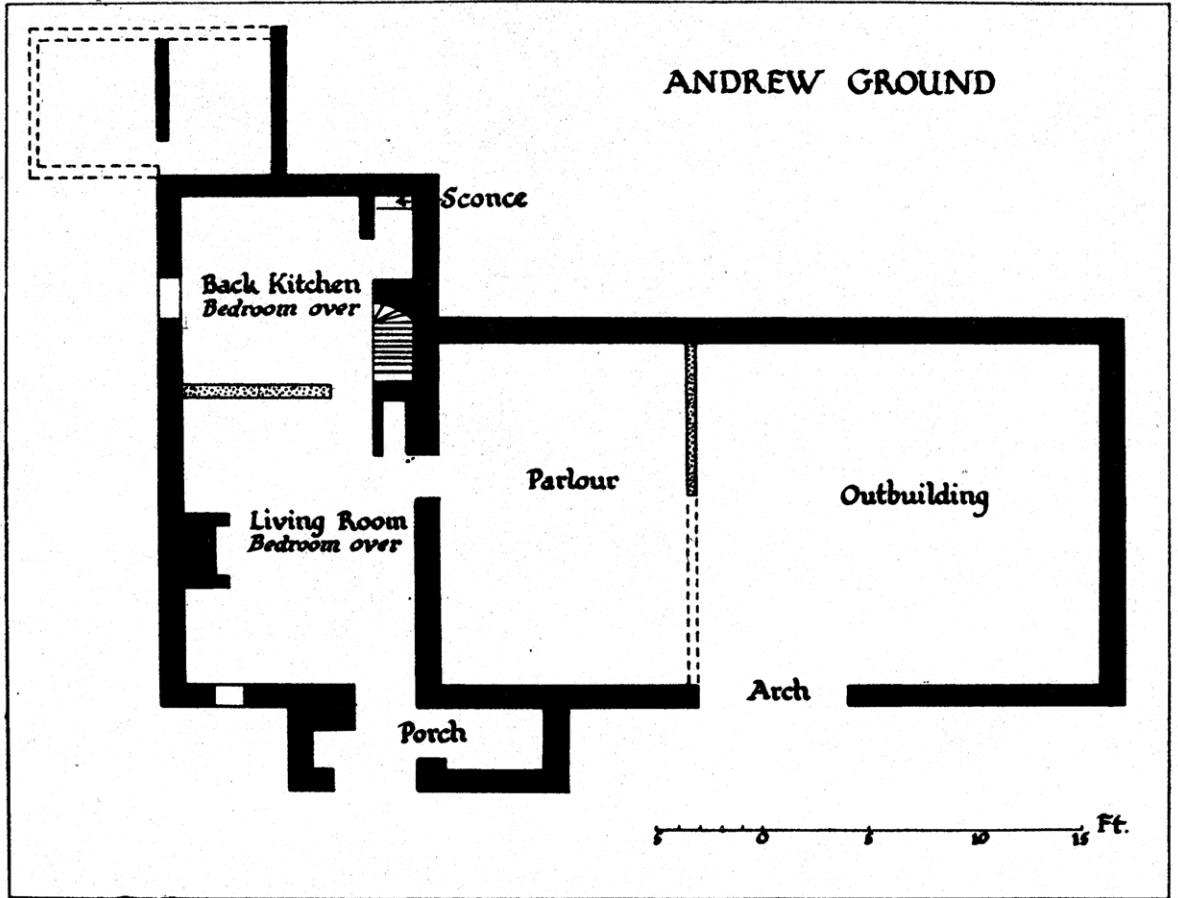 ANDREW GROUND
Sconce
Back Kitchen
Bedroom over
Parlour
Outbuilding
Living Room
Bedroom over
Arch
Porch
5 0 5 10 15 Ft.